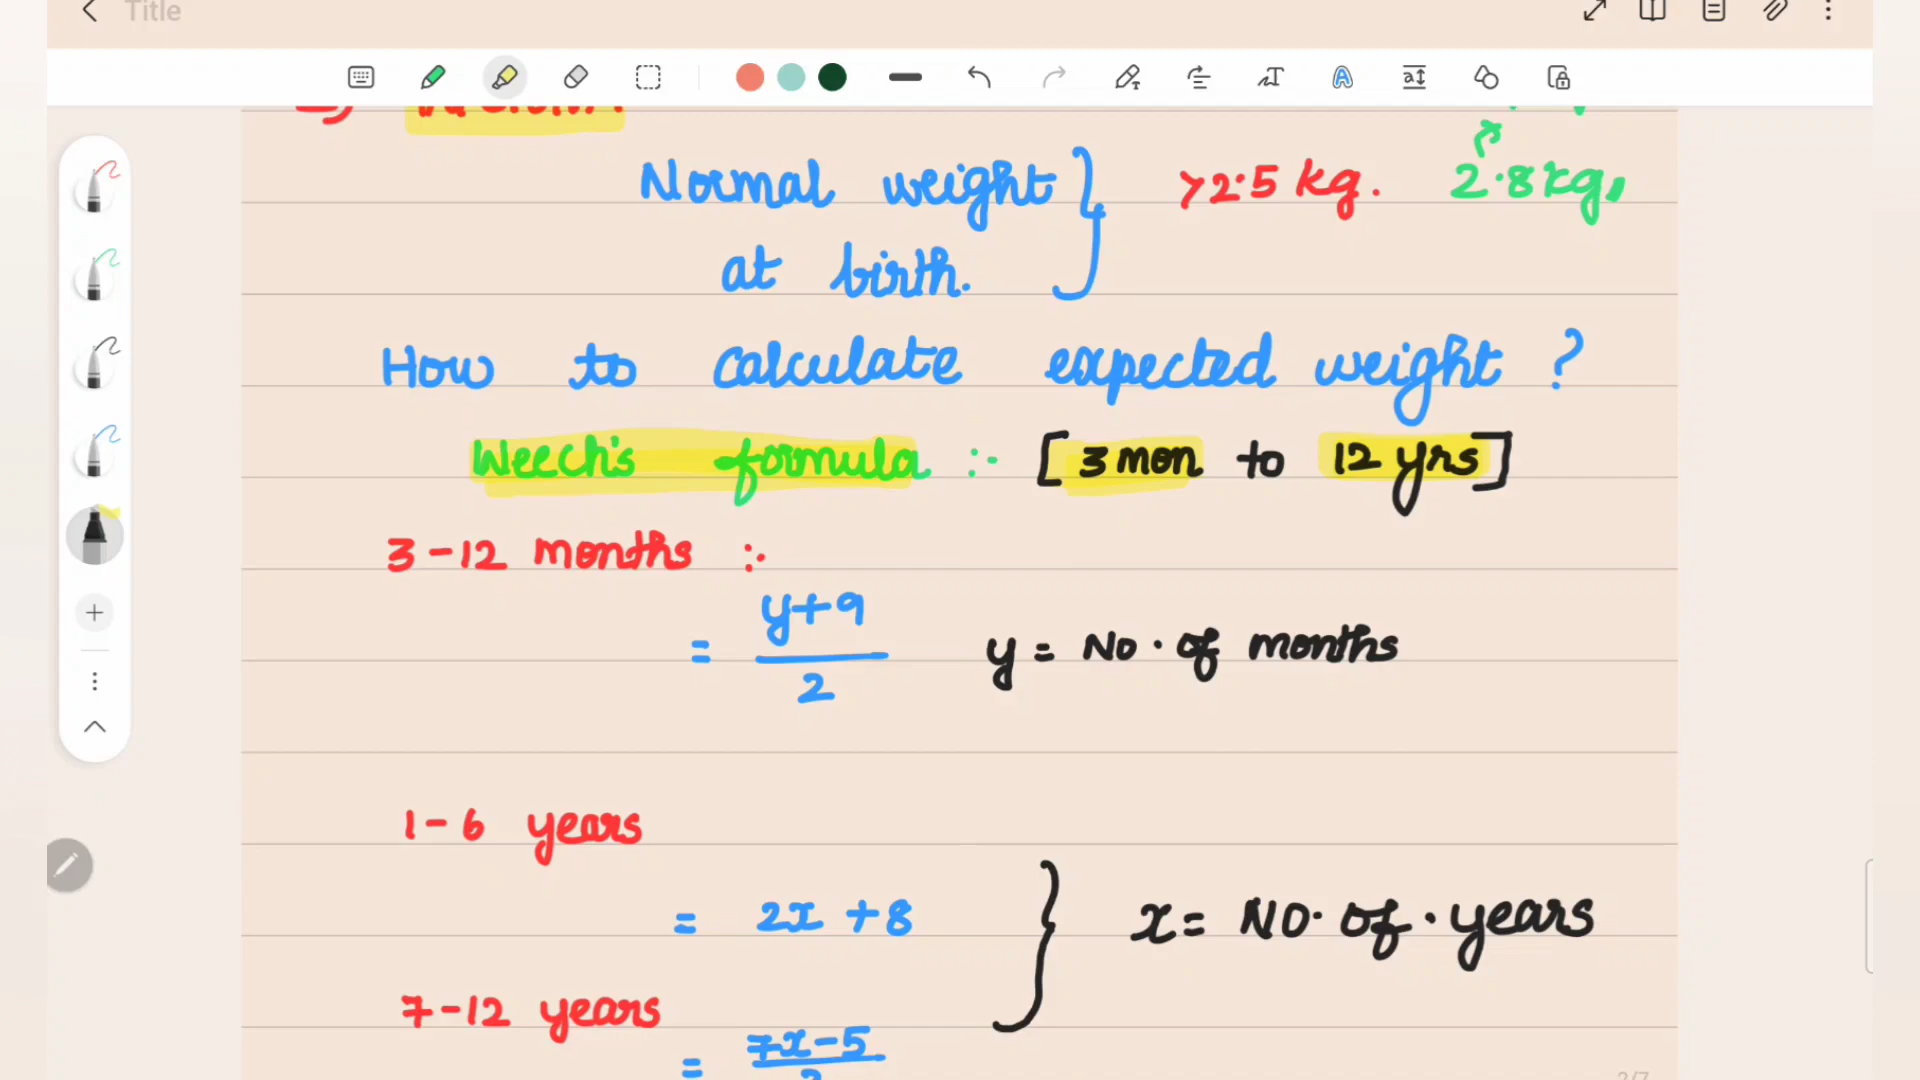 Title
Normal weight >2.5 kg. 2.8 kg,
at birth.
How to calculate expected weight ?
Weech's formula :- [3 mon to 12 yrs]
3-12 months :-
= y+9 y = No. of months
2
1-6 years
= 2x +8 x = No. of. years
7-12 years
= 7x-5